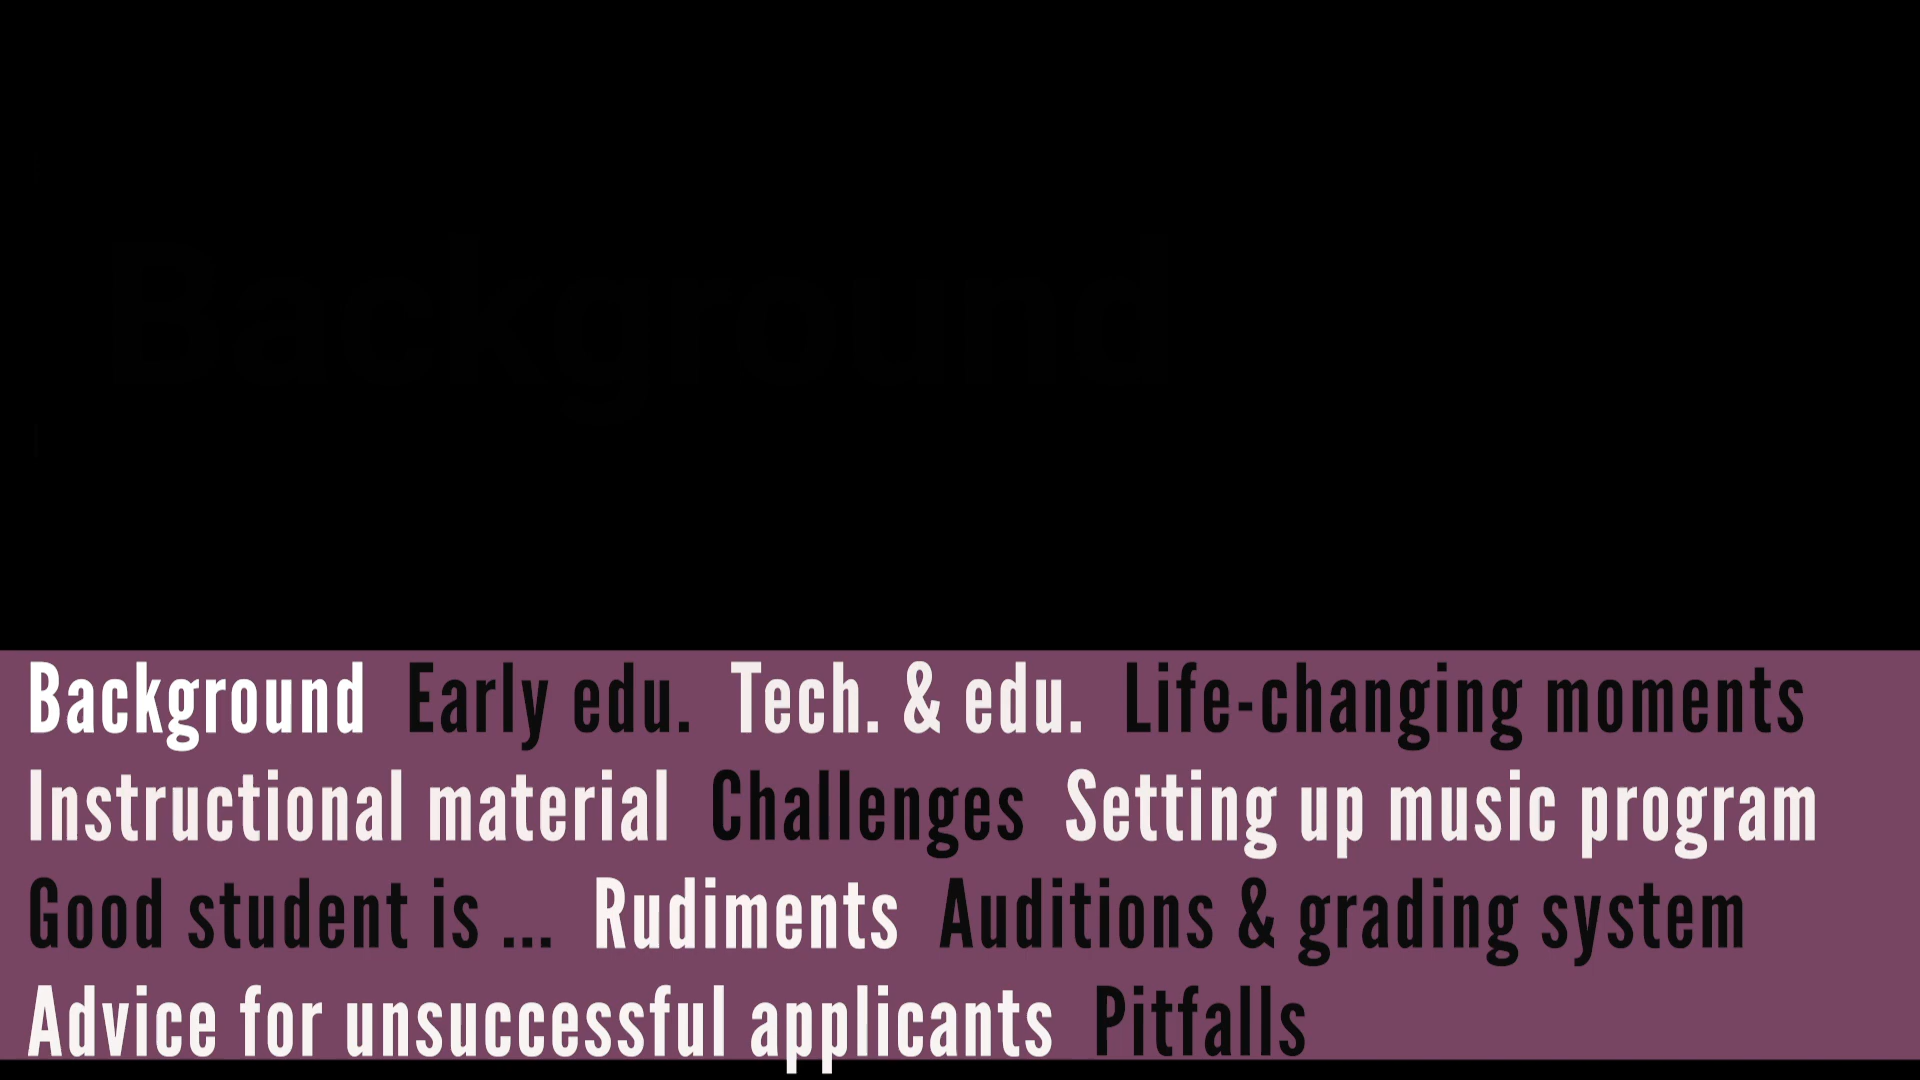 Background
Background Early edu. Tech. & edu. Life-changing moments
Instructional material Challenges Setting up music program
Good student is ... Rudiments Auditions & grading system
Advice for unsuccessful applicants Pitfalls